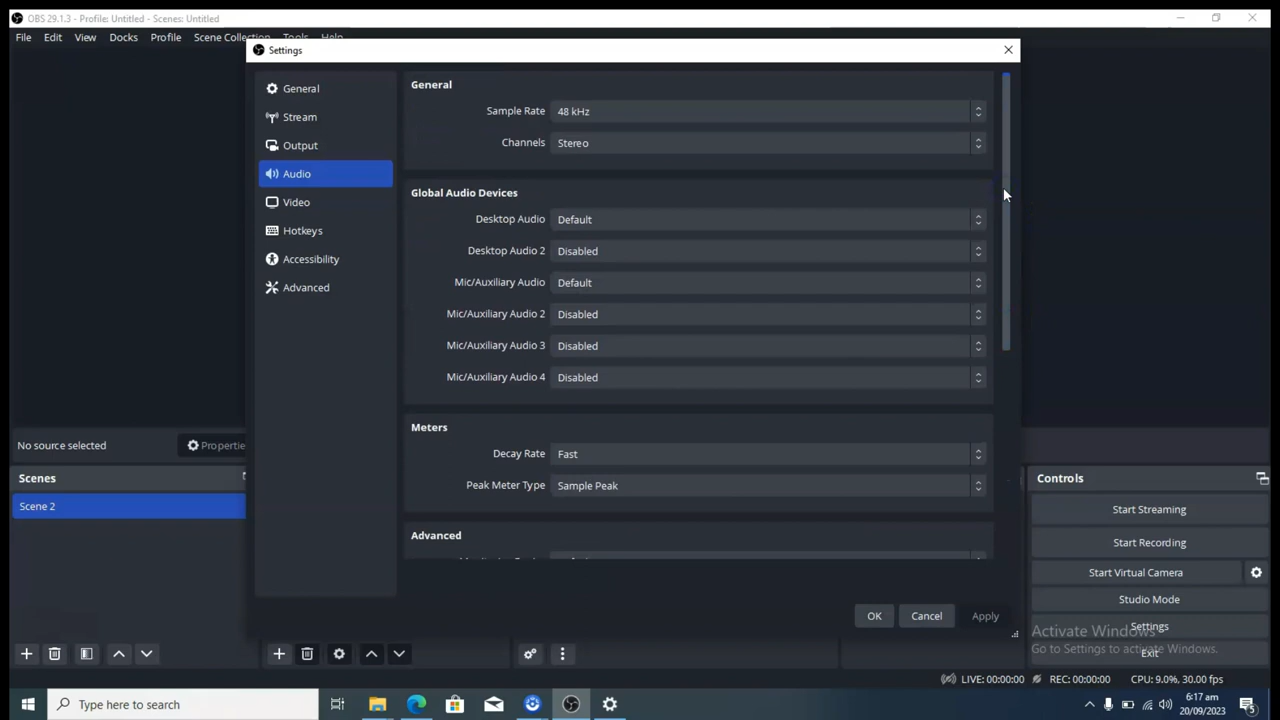 OBS 29.1.3 - Profile: Untitled - Scenes: Untitled
File Edit View Docks Profile Scene Collection Tools Help
Settings
General
Stream
Output
Audio
Video
Hotkeys
Accessibility
Advanced
General
Sample Rate 48 kHz
Channels Stereo
Global Audio Devices
Desktop Audio Default
Desktop Audio 2 Disabled
Mic/Auxiliary Audio Default
Mic/Auxiliary Audio 2 Disabled
Mic/Auxiliary Audio 3 Disabled
Mic/Auxiliary Audio 4 Disabled
Meters
Decay Rate Fast
Peak Meter Type Sample Peak
Advanced
OK Cancel Apply
No source selected
Scenes
Scene 2
Controls
Start Streaming
Start Recording
Start Virtual Camera
Studio Mode
Settings
Exit
Activate Windows
Go to Settings to activate Windows.
LIVE: 00:00:00 REC: 00:00:00 CPU: 9.0%, 30.00 fps
Type here to search
6:17 am
20/09/2023
5